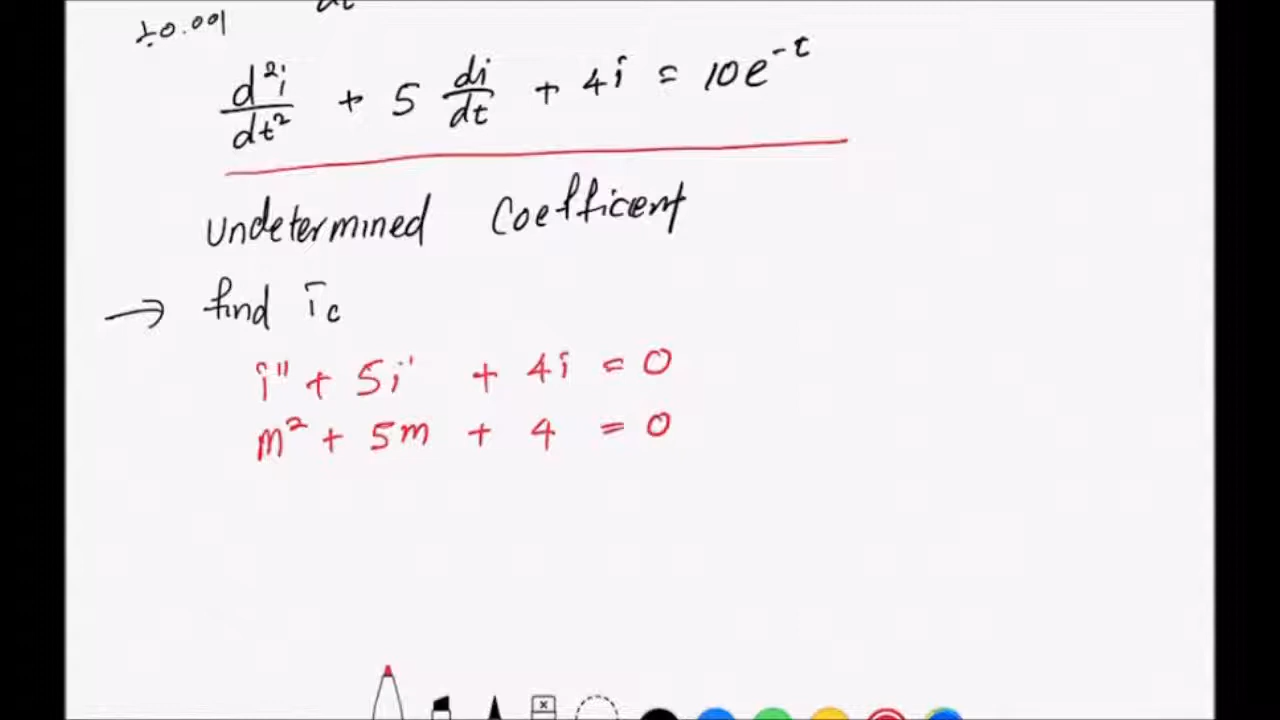 ÷0.001
d²i/dt² + 5 di/dt + 4i = 10e^-t
undetermined coefficient
→ find ic
i'' + 5i' + 4i = 0
m² + 5m + 4 = 0